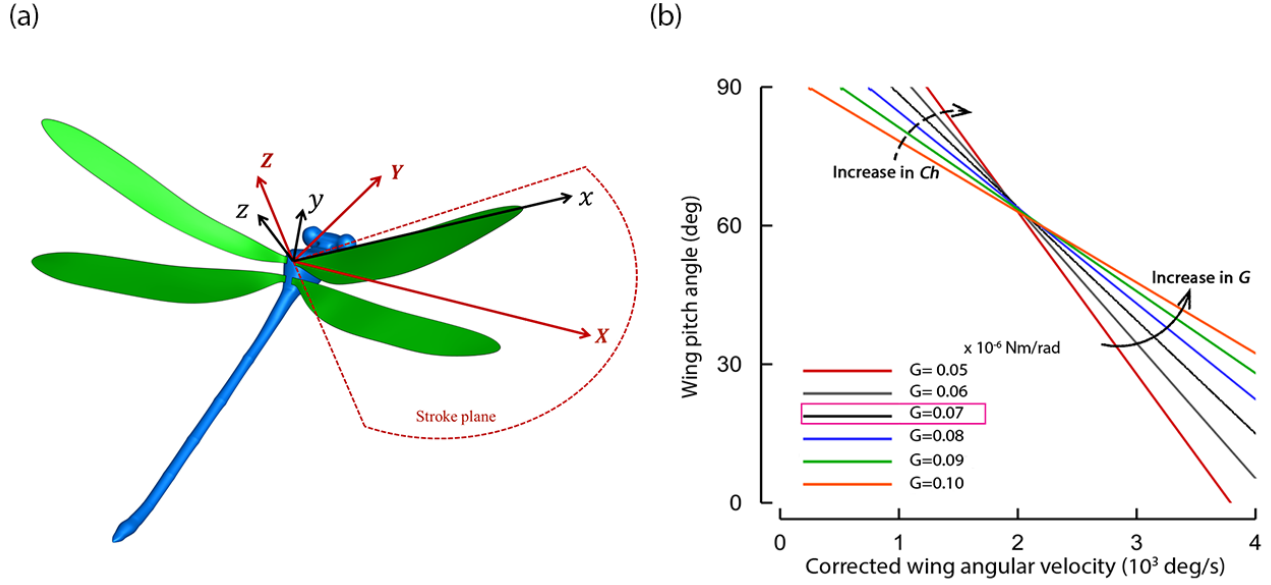 (a)
Z
Y
z
y
x
X
Stroke plane
(b)
90
60
30
0
Wing pitch angle (deg)
Increase in Ch
Increase in G
x 10⁻⁶ Nm/rad
G= 0.05
G= 0.06
G=0.07
G=0.08
G=0.09
G=0.10
0 1 2 3 4
Corrected wing angular velocity (10³ deg/s)